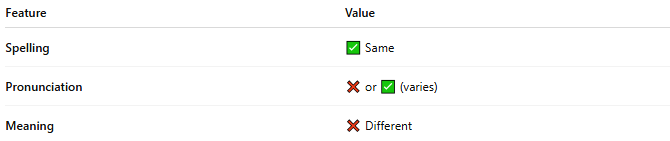 Feature Value
Spelling ✅ Same
Pronunciation ❌ or ✅ (varies)
Meaning ❌ Different